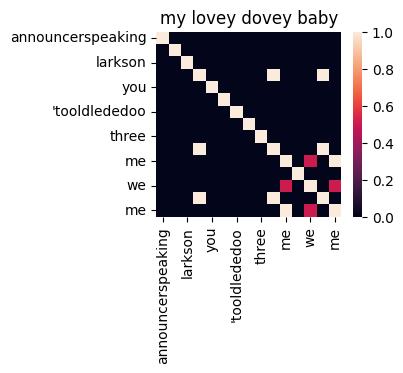 my lovey dovey baby
announcerspeaking
larkson
you
'tooldlededoo
three
me
we
me
1.0
0.8
0.6
0.4
0.2
0.0
announcerspeaking
larkson
you
'tooldlededoo
three
me
we
me